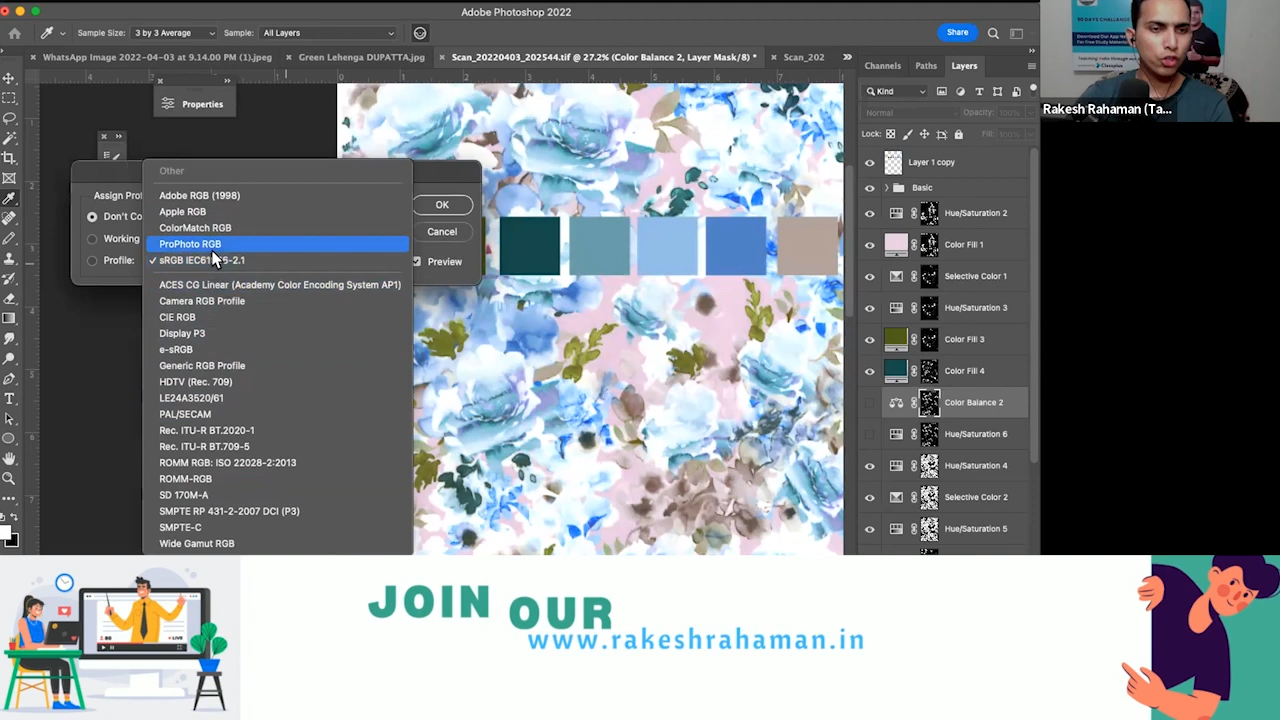 Adobe Photoshop 2022
Sample Size: 3 by 3 Average Sample: All Layers
Share
WhatsApp Image 2022-04-03 at 9.14.00 PM (1).jpeg
Green Lehenga DUPATTA.jpg
Scan_20220403_202544.tif @ 27.2% (Color Balance 2, Layer Mask/8) *
Scan_202
Properties
Assign Prof
Don't Co
Working
Profile:
Other
Adobe RGB (1998)
Apple RGB
ColorMatch RGB
ProPhoto RGB
ACES CG Linear (Academy Color Encoding System AP1)
Camera RGB Profile
CIE RGB
Display P3
e-sRGB
Generic RGB Profile
HDTV (Rec. 709)
LE24A3520/61
PAL/SECAM
Rec. ITU-R BT.2020-1
Rec. ITU-R BT.709-5
ROMM RGB: ISO 22028-2:2013
ROMM-RGB
SD 170M-A
SMPTE RP 431-2-2007 DCI (P3)
SMPTE-C
Wide Gamut RGB
OK
Cancel
Preview
Channels Paths Layers
Kind
Normal Opacity: 100%
Lock: Fill: 100%
Layer 1 copy
Basic
Hue/Saturation 2
Color Fill 1
Selective Color 1
Hue/Saturation 3
Color Fill 3
Color Fill 4
Color Balance 2
Hue/Saturation 6
Hue/Saturation 4
Selective Color 2
Hue/Saturation 5
Rakesh Rahaman (Ta...
JOIN OUR
www.rakeshrahaman.in